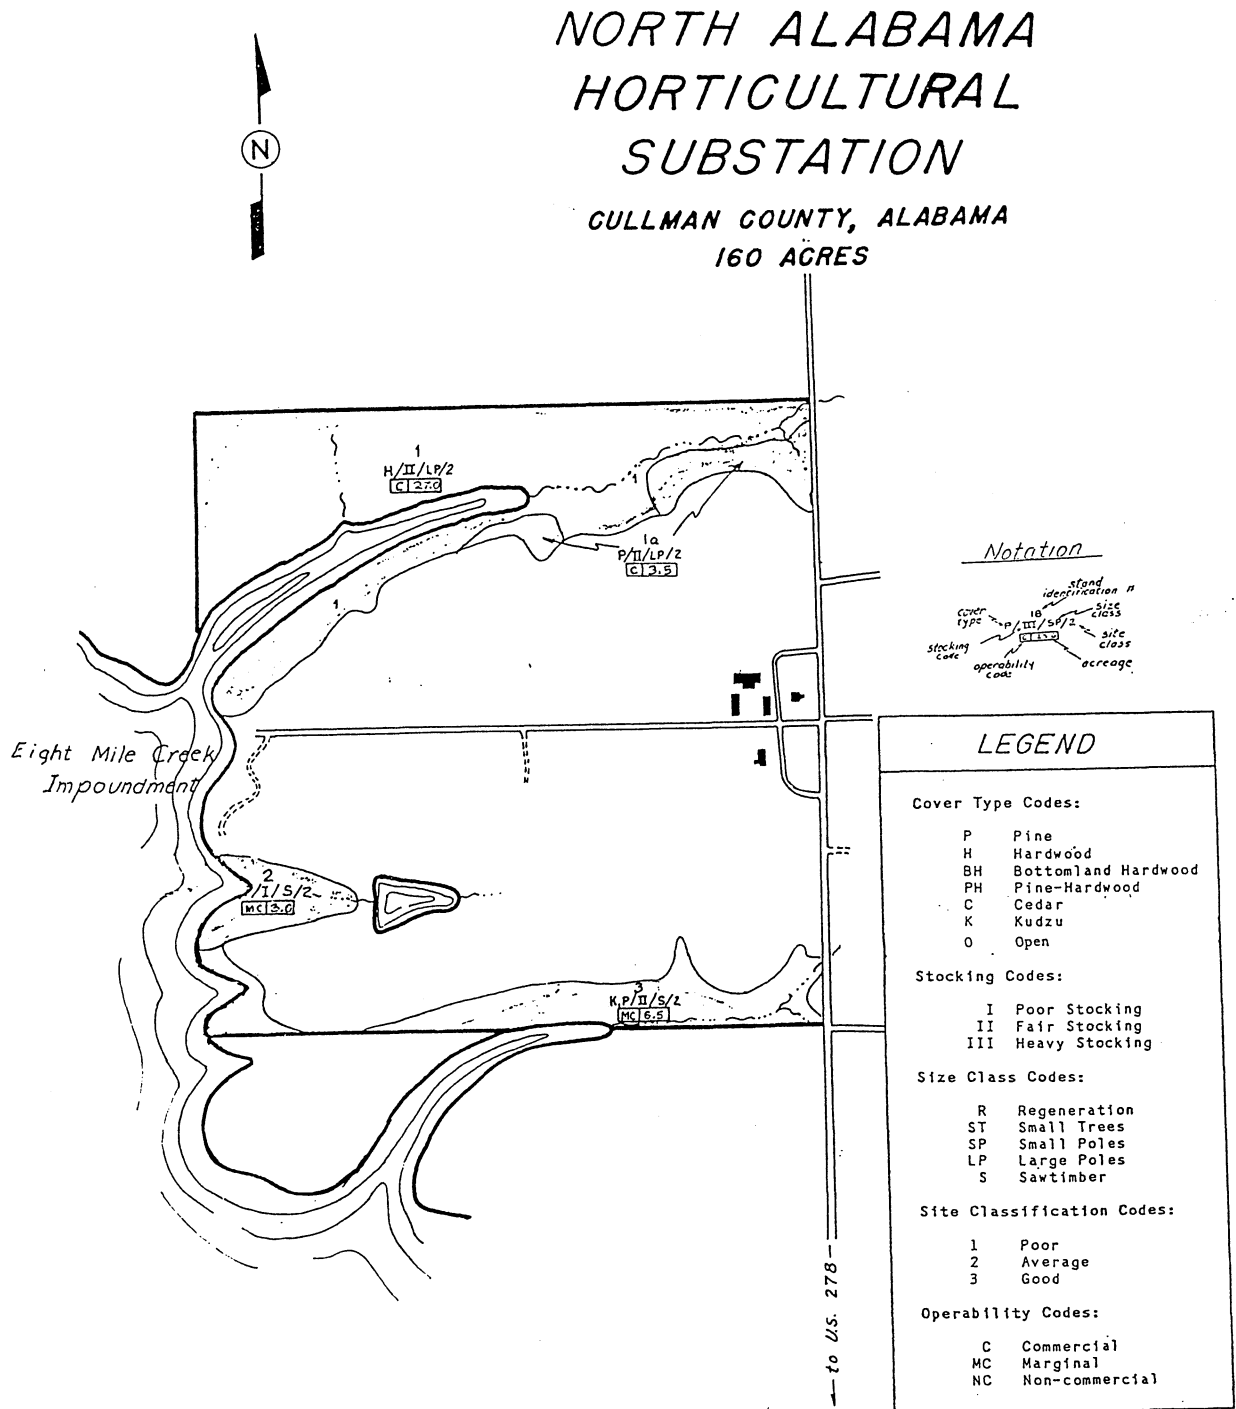 NORTH ALABAMA
HORTICULTURAL
SUBSTATION
CULLMAN COUNTY, ALABAMA
160 ACRES
N
1
H/II/LP/2
C 27.0
1
1a
P/II/LP/2
C 3.5
1
Notation
stand
identification #
cover
type
18
size
class
P/III/SP/2
stocking
code
site
class
operability
code
acreage
Eight Mile Creek
Impoundment
2
/I/S/2
MC 3.0
3
K,P/II/S/2
MC 6.5
to U.S. 278
LEGEND
Cover Type Codes:
P Pine
H Hardwood
BH Bottomland Hardwood
PH Pine-Hardwood
C Cedar
K Kudzu
O Open
Stocking Codes:
I Poor Stocking
II Fair Stocking
III Heavy Stocking
Size Class Codes:
R Regeneration
ST Small Trees
SP Small Poles
LP Large Poles
S Sawtimber
Site Classification Codes:
1 Poor
2 Average
3 Good
Operability Codes:
C Commercial
MC Marginal
NC Non-commercial